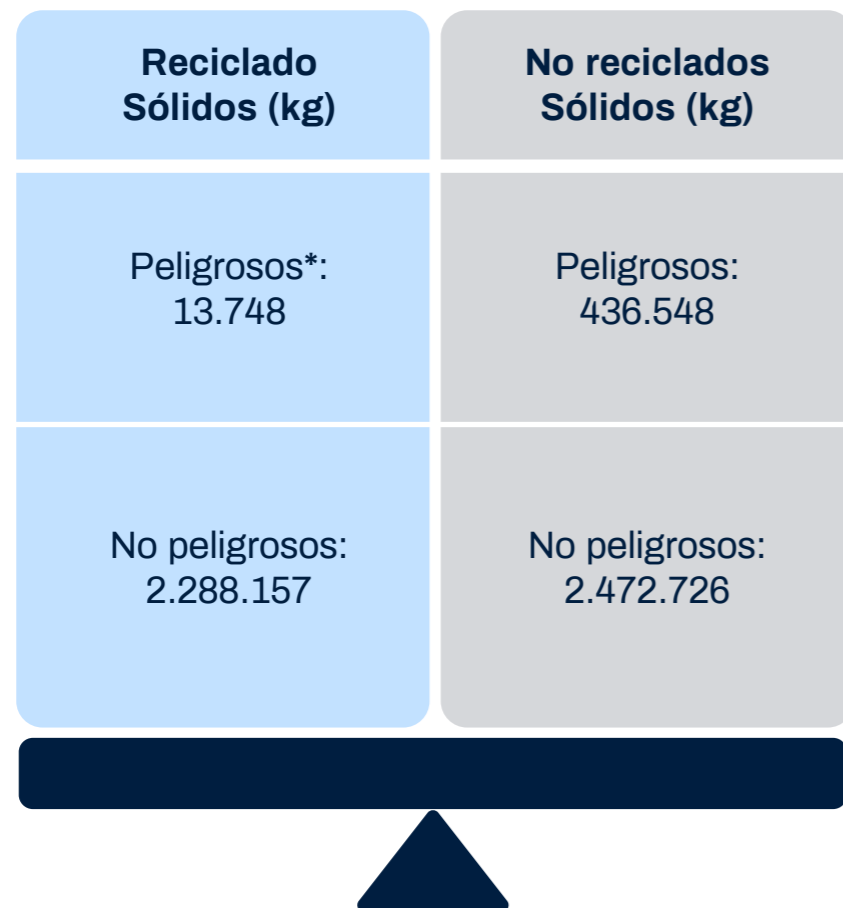 Reciclado
Sólidos (kg)
Peligrosos*:
13.748
No peligrosos:
2.288.157
No reciclados
Sólidos (kg)
Peligrosos:
436.548
No peligrosos:
2.472.726